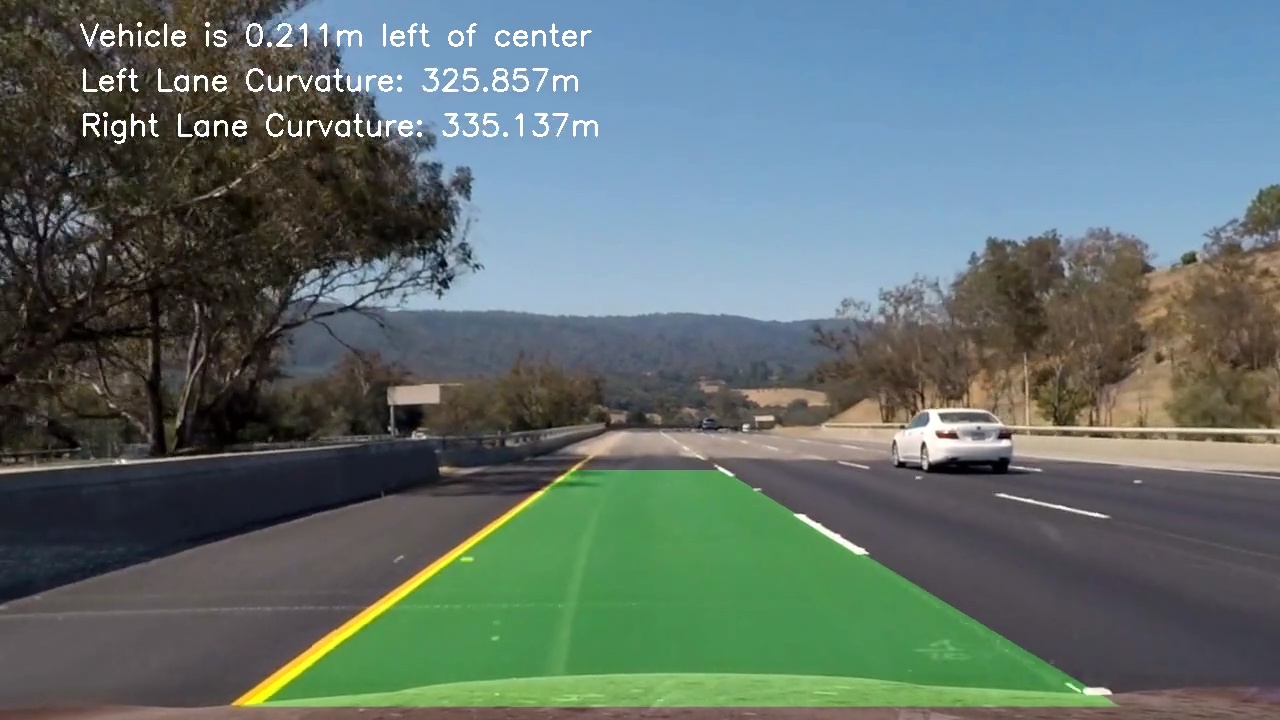 Vehicle is 0.211m left of center
Left Lane Curvature: 325.857m
Right Lane Curvature: 335.137m